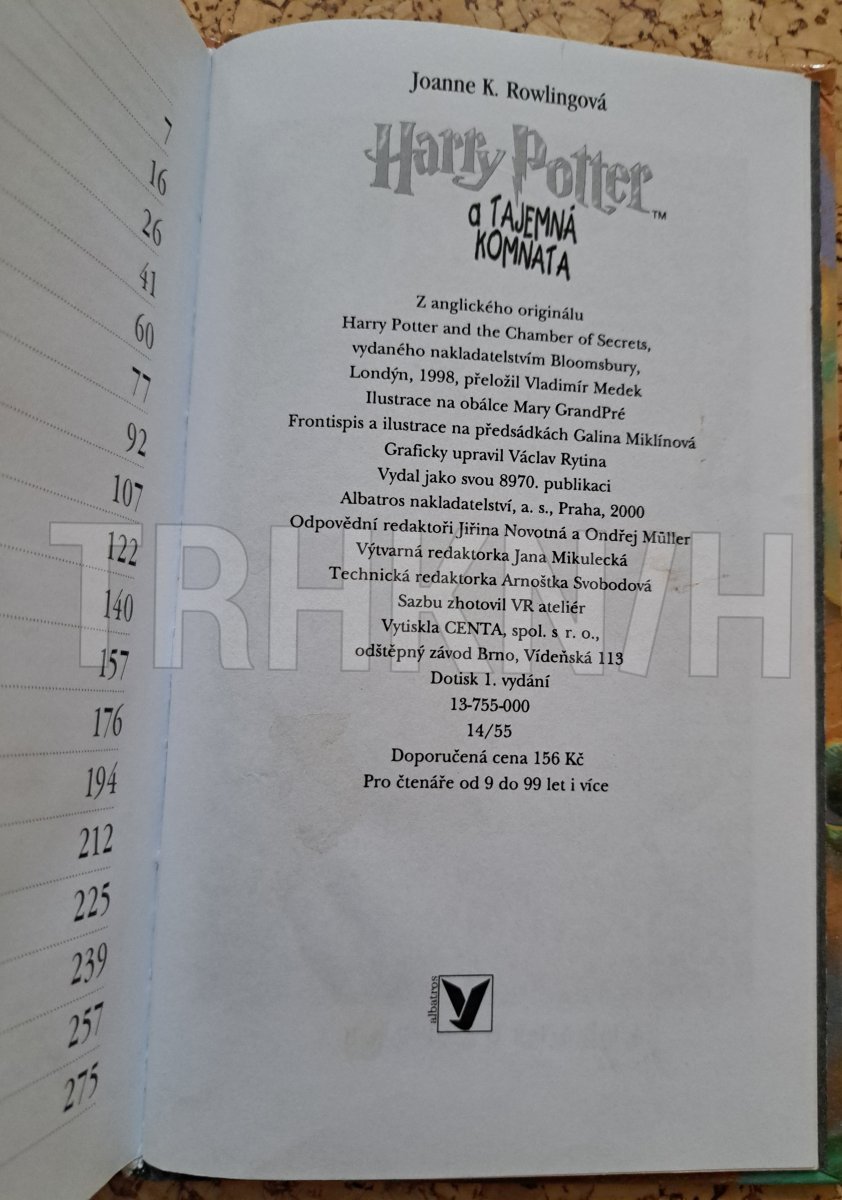 7
16
26
41
60
77
92
107
122
140
157
176
194
212
225
239
257
275
Joanne K. Rowlingová
Harry Potter™
a TAJEMNÁ
KOMNATA
Z anglického originálu
Harry Potter and the Chamber of Secrets,
vydaného nakladatelstvím Bloomsbury,
Londýn, 1998, přeložil Vladimír Medek
Ilustrace na obálce Mary GrandPré
Frontispis a ilustrace na předsádkách Galina Miklínová
Graficky upravil Václav Rytina
Vydal jako svou 8970. publikaci
Albatros nakladatelství, a. s., Praha, 2000
Odpovědní redaktoři Jiřina Novotná a Ondřej Müller
Výtvarná redaktorka Jana Mikulecká
Technická redaktorka Arnoštka Svobodová
Sazbu zhotovil VR ateliér
Vytiskla CENTA, spol. s r. o.,
odštěpný závod Brno, Vídeňská 113
Dotisk 1. vydání
13-755-000
14/55
Doporučená cena 156 Kč
Pro čtenáře od 9 do 99 let i více
albatros
TRHKNIH